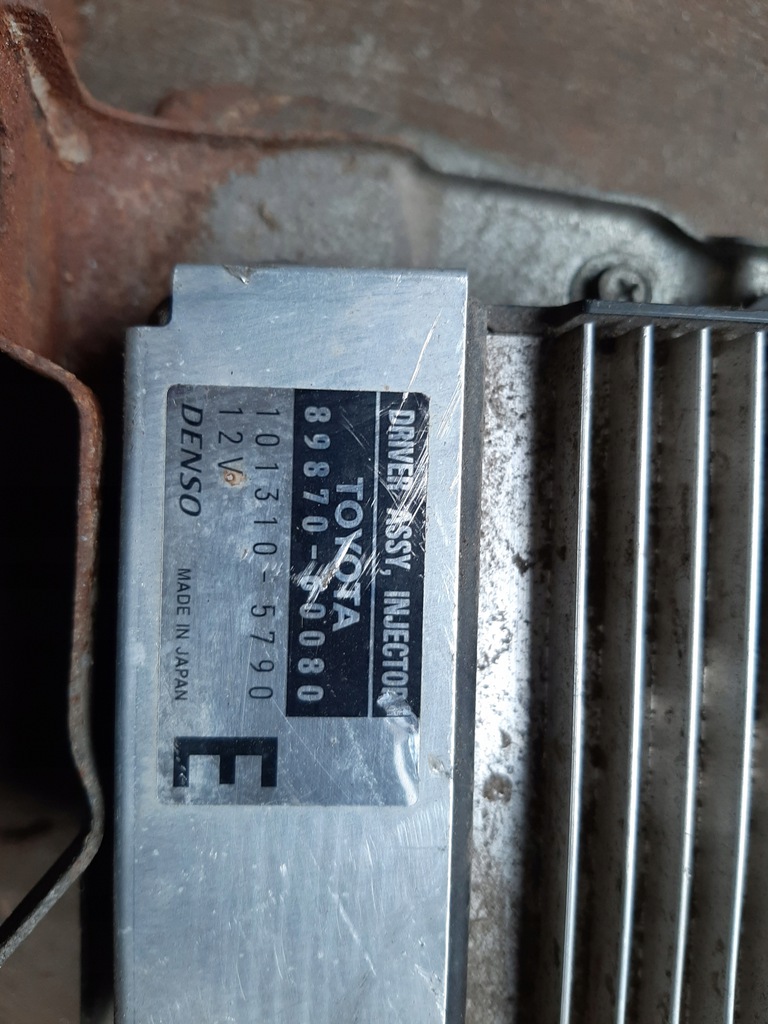 DRIVER ASSY, INJECTOR
TOYOTA
89870-60080
101310-5790
12V
DENSO MADE IN JAPAN
E